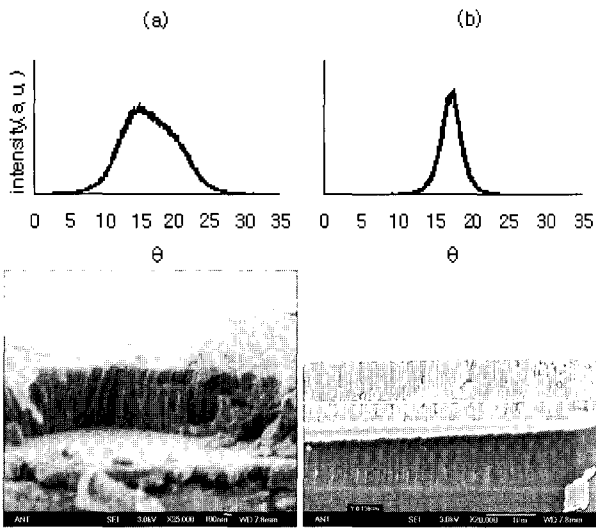 (a) (b)
intensity(a, u,)
0 5 10 15 20 25 30 35 0 5 10 15 20 25 30 35
θ θ
ANT SEI 3.0kV X35,000 100nm WD 7.8mm ANT SEI 3.0kV X20,000 WD 7.8mm